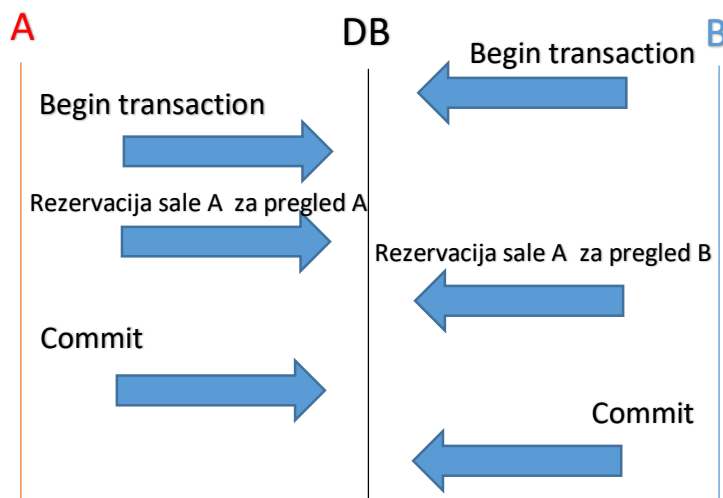 A
DB
B
Begin transaction
Begin transaction
Rezervacija sale A za pregled A
Rezervacija sale A za pregled B
Commit
Commit